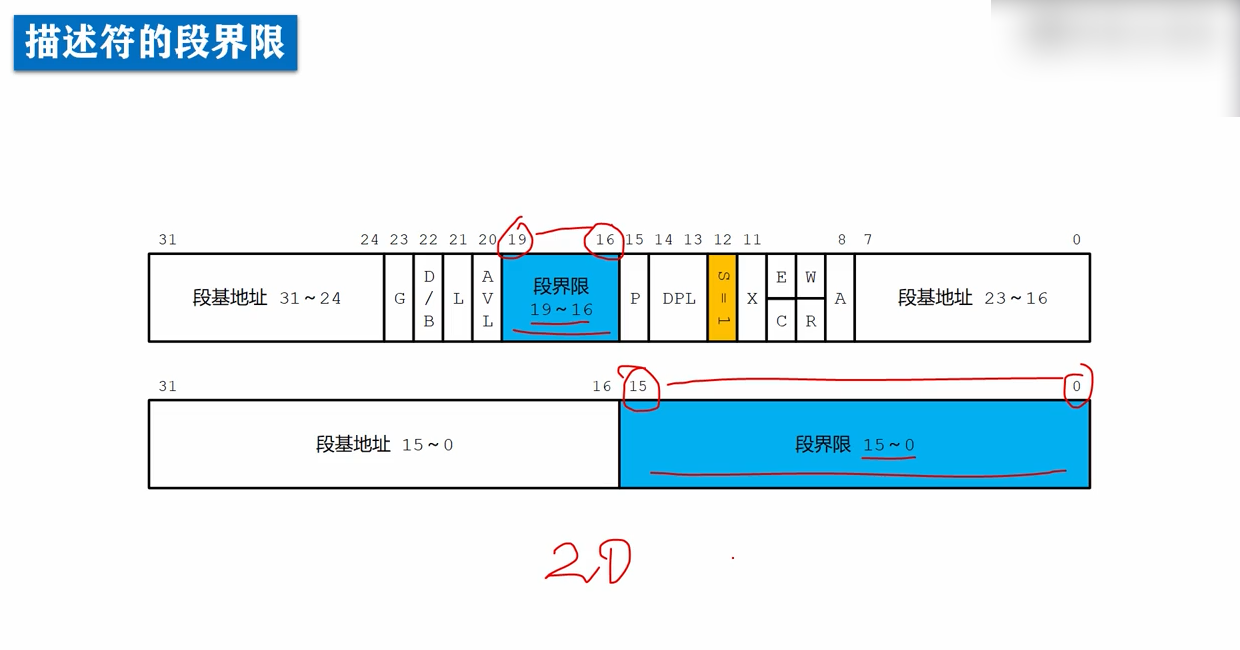 描述符的段界限
31 24 23 22 21 20 19 16 15 14 13 12 11 8 7 0
段基地址 31~24 G D/B L AVL 段界限 19~16 P DPL S=1 X E C W R A 段基地址 23~16
31 16 15 0
段基地址 15~0 段界限 15~0
20